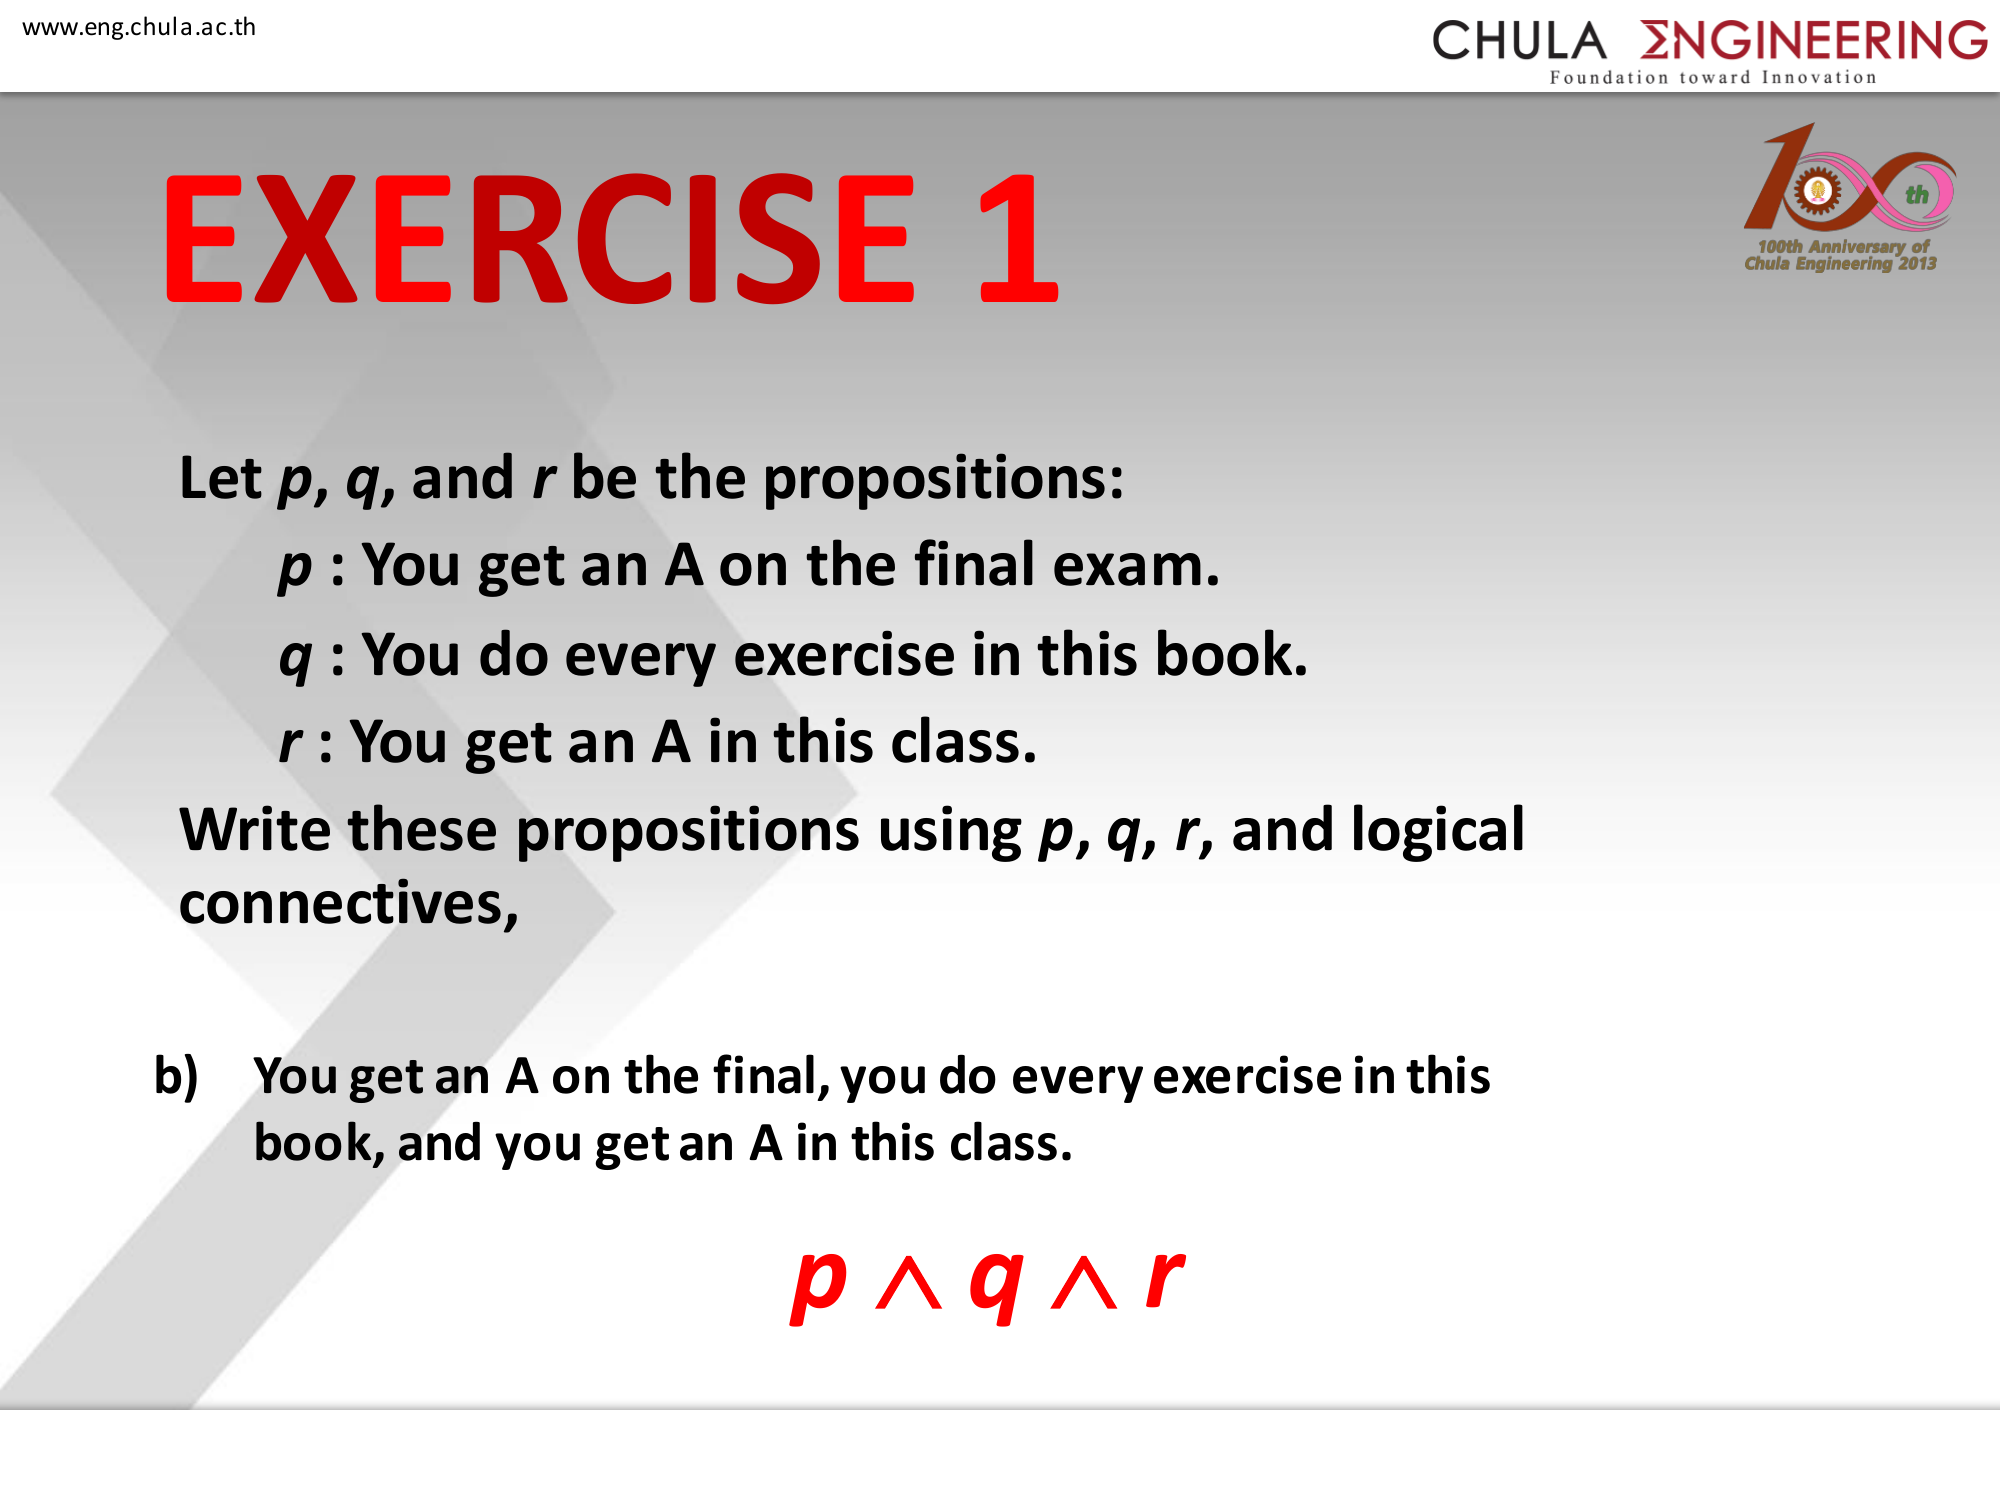 www.eng.chula.ac.th
CHULA ΣNGINEERING
Foundation toward Innovation
100th
100th Anniversary of
Chula Engineering 2013
EXERCISE 1
Let p, q, and r be the propositions:
p : You get an A on the final exam.
q : You do every exercise in this book.
r : You get an A in this class.
Write these propositions using p, q, r, and logical
connectives,
b) You get an A on the final, you do every exercise in this
book, and you get an A in this class.
p ∧ q ∧ r